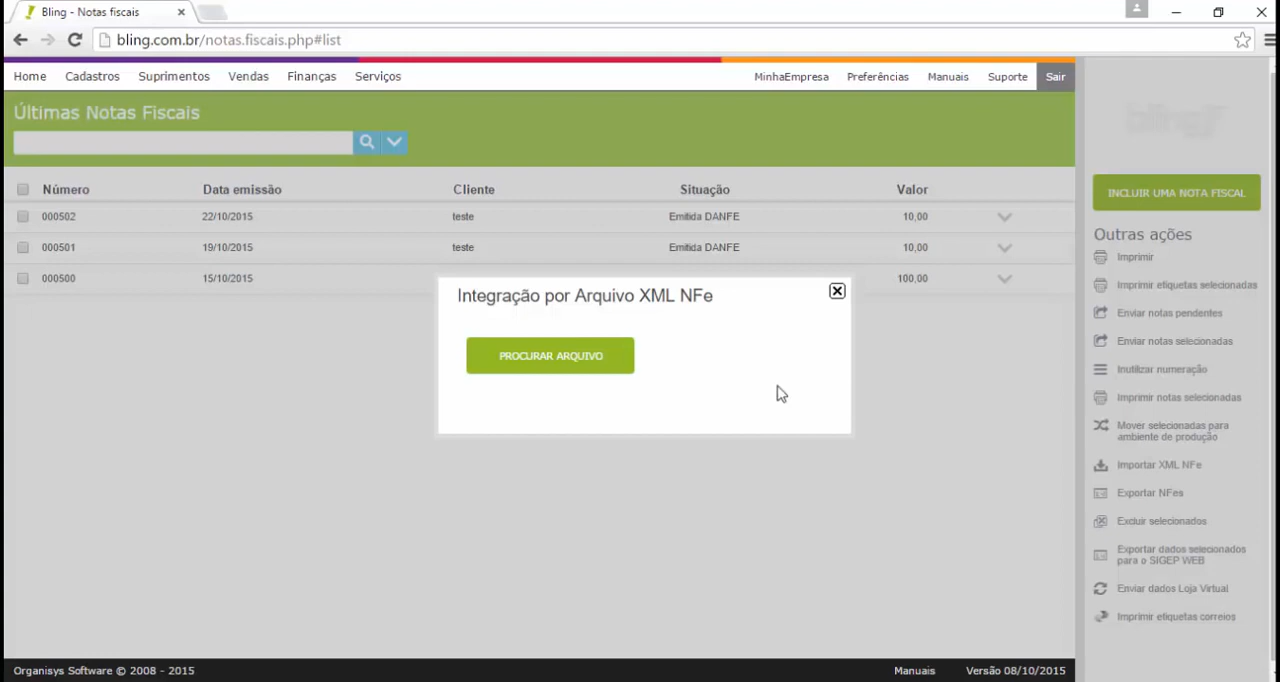 Bling - Notas fiscais
bling.com.br/notas.fiscais.php#list
Home Cadastros Suprimentos Vendas Finanças Serviços MinhaEmpresa Preferências Manuais Suporte Sair
Últimas Notas Fiscais
Número Data emissão Cliente Situação Valor
000502 22/10/2015 teste Emitida DANFE 10,00
000501 19/10/2015 teste Emitida DANFE 10,00
000500 15/10/2015 100,00
Integração por Arquivo XML NFe
PROCURAR ARQUIVO
bling!
INCLUIR UMA NOTA FISCAL
Outras ações
Imprimir
Imprimir etiquetas selecionadas
Enviar notas pendentes
Enviar notas selecionadas
Inutilizar numeração
Imprimir notas selecionadas
Mover selecionadas para
ambiente de produção
Importar XML NFe
Exportar NFes
Excluir selecionados
Exportar dados selecionados
para o SIGEP WEB
Enviar dados Loja Virtual
Imprimir etiquetas correios
Organisys Software © 2008 - 2015 Manuais Versão 08/10/2015